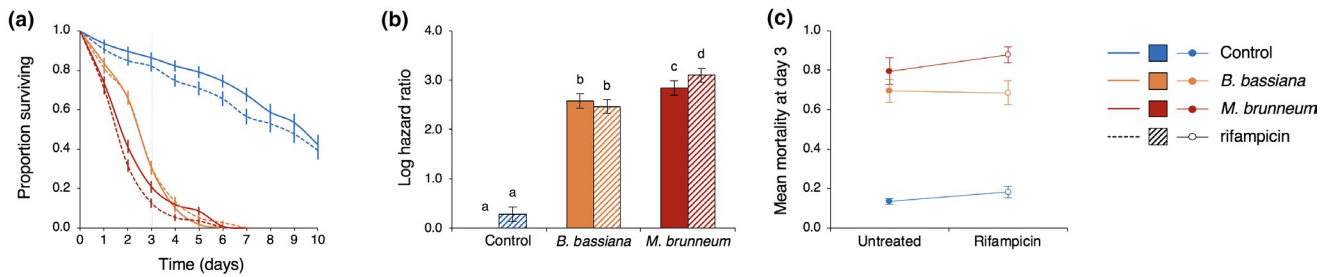 (a)
Proportion surviving
1.0
0.8
0.6
0.4
0.2
0.0
0 1 2 3 4 5 6 7 8 9 10
Time (days)
(b)
Log hazard ratio
4.0
3.0
2.0
1.0
0.0
a
a
b
b
c
d
Control B. bassiana M. brunneum
(c)
Mean mortality at day 3
1.0
0.8
0.6
0.4
0.2
0
Untreated Rifampicin
Control
B. bassiana
M. brunneum
rifampicin